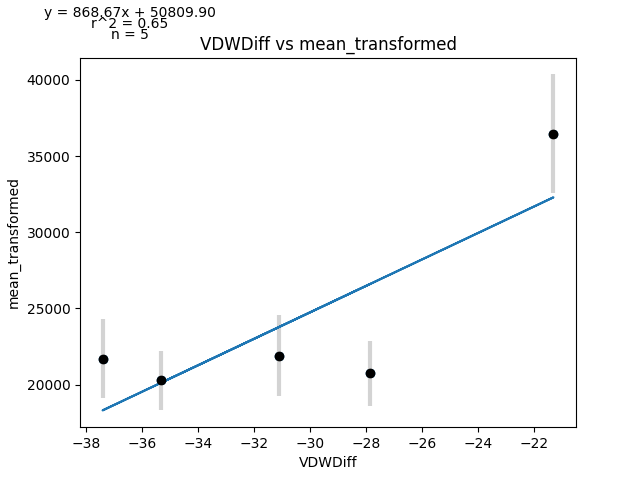 y = 868.67x + 50809.90
r^2 = 0.65
n = 5
VDWDiff vs mean_transformed
40000
35000
30000
25000
20000
mean_transformed
−38
−36
−34
−32
−30
−28
−26
−24
−22
VDWDiff